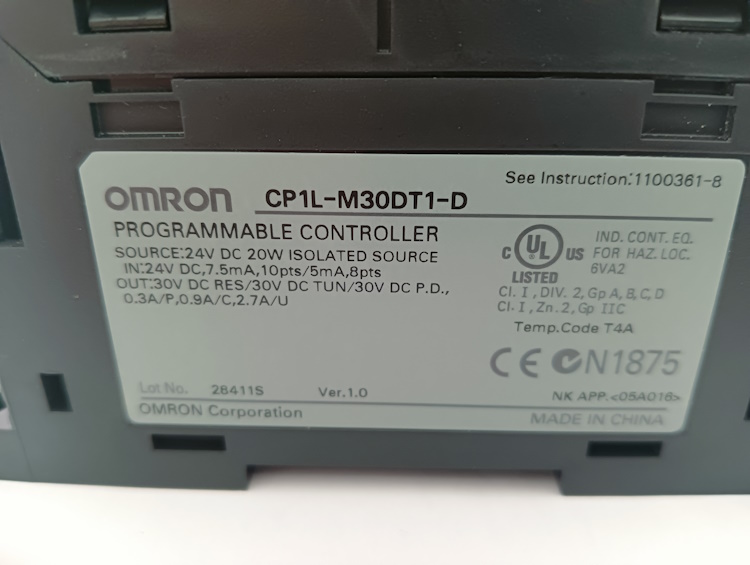 OMRON CP1L-M30DT1-D
See Instruction:1100361-8
PROGRAMMABLE CONTROLLER
SOURCE:24V DC 20W ISOLATED SOURCE
IN:24V DC,7.5mA,10pts/5mA,8pts
OUT:30V DC RES/30V DC TUN/30V DC P.D.,
0.3A/P,0.9A/C,2.7A/U
C UL US
LISTED
IND. CONT. EQ.
FOR HAZ. LOC.
6VA2
Cl. I, DIV. 2, Gp A, B, C, D
Cl. I, Zn. 2, Gp IIC
Temp.Code T4A
CE N1875
Lot No. 28411S Ver.1.0
NK APP.<05A016>
OMRON Corporation
MADE IN CHINA